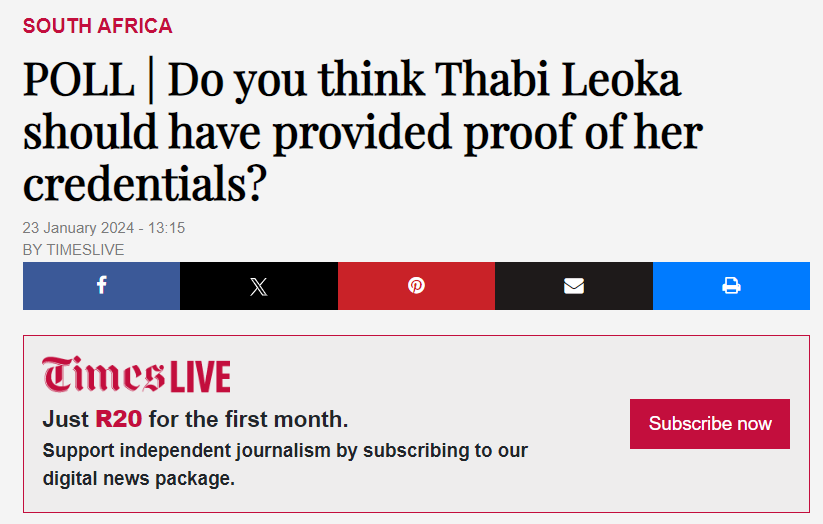 SOUTH AFRICA
POLL | Do you think Thabi Leoka
should have provided proof of her
credentials?
23 January 2024 - 13:15
BY TIMESLIVE
Times LIVE
Just R20 for the first month.
Support independent journalism by subscribing to our
digital news package.
Subscribe now